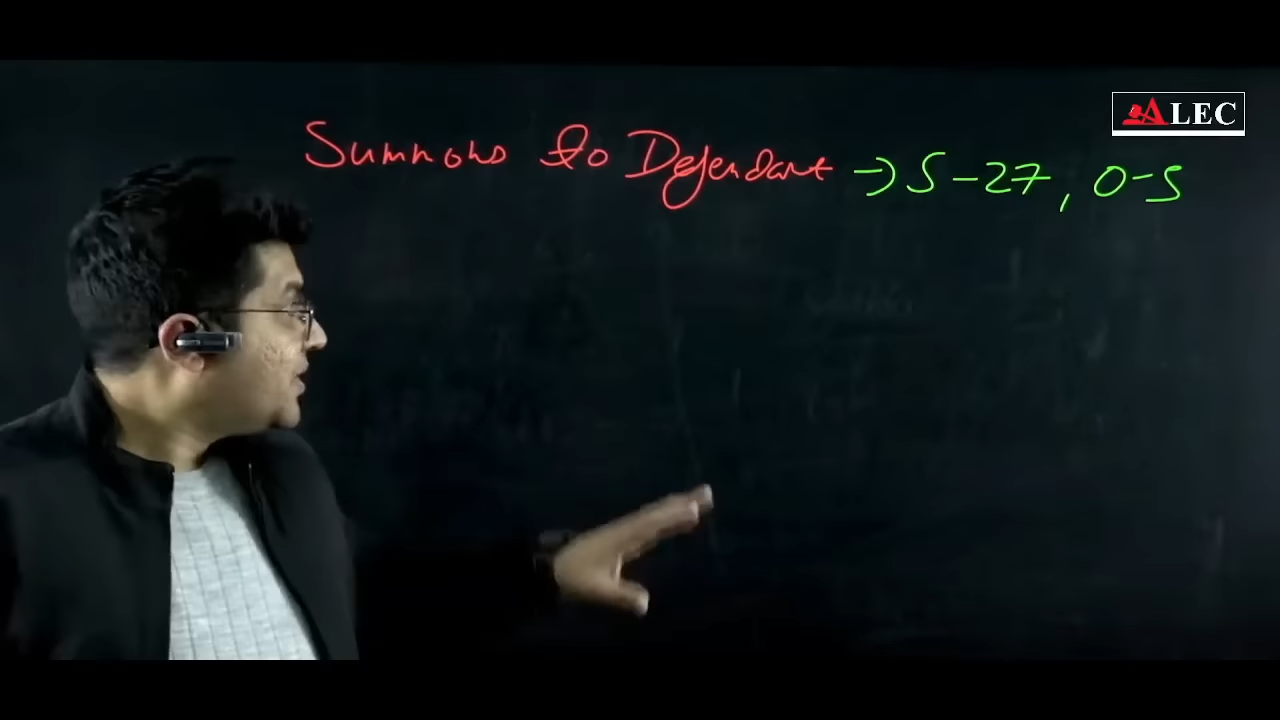 Summons to Defendant → S-27, O-5
ALEC